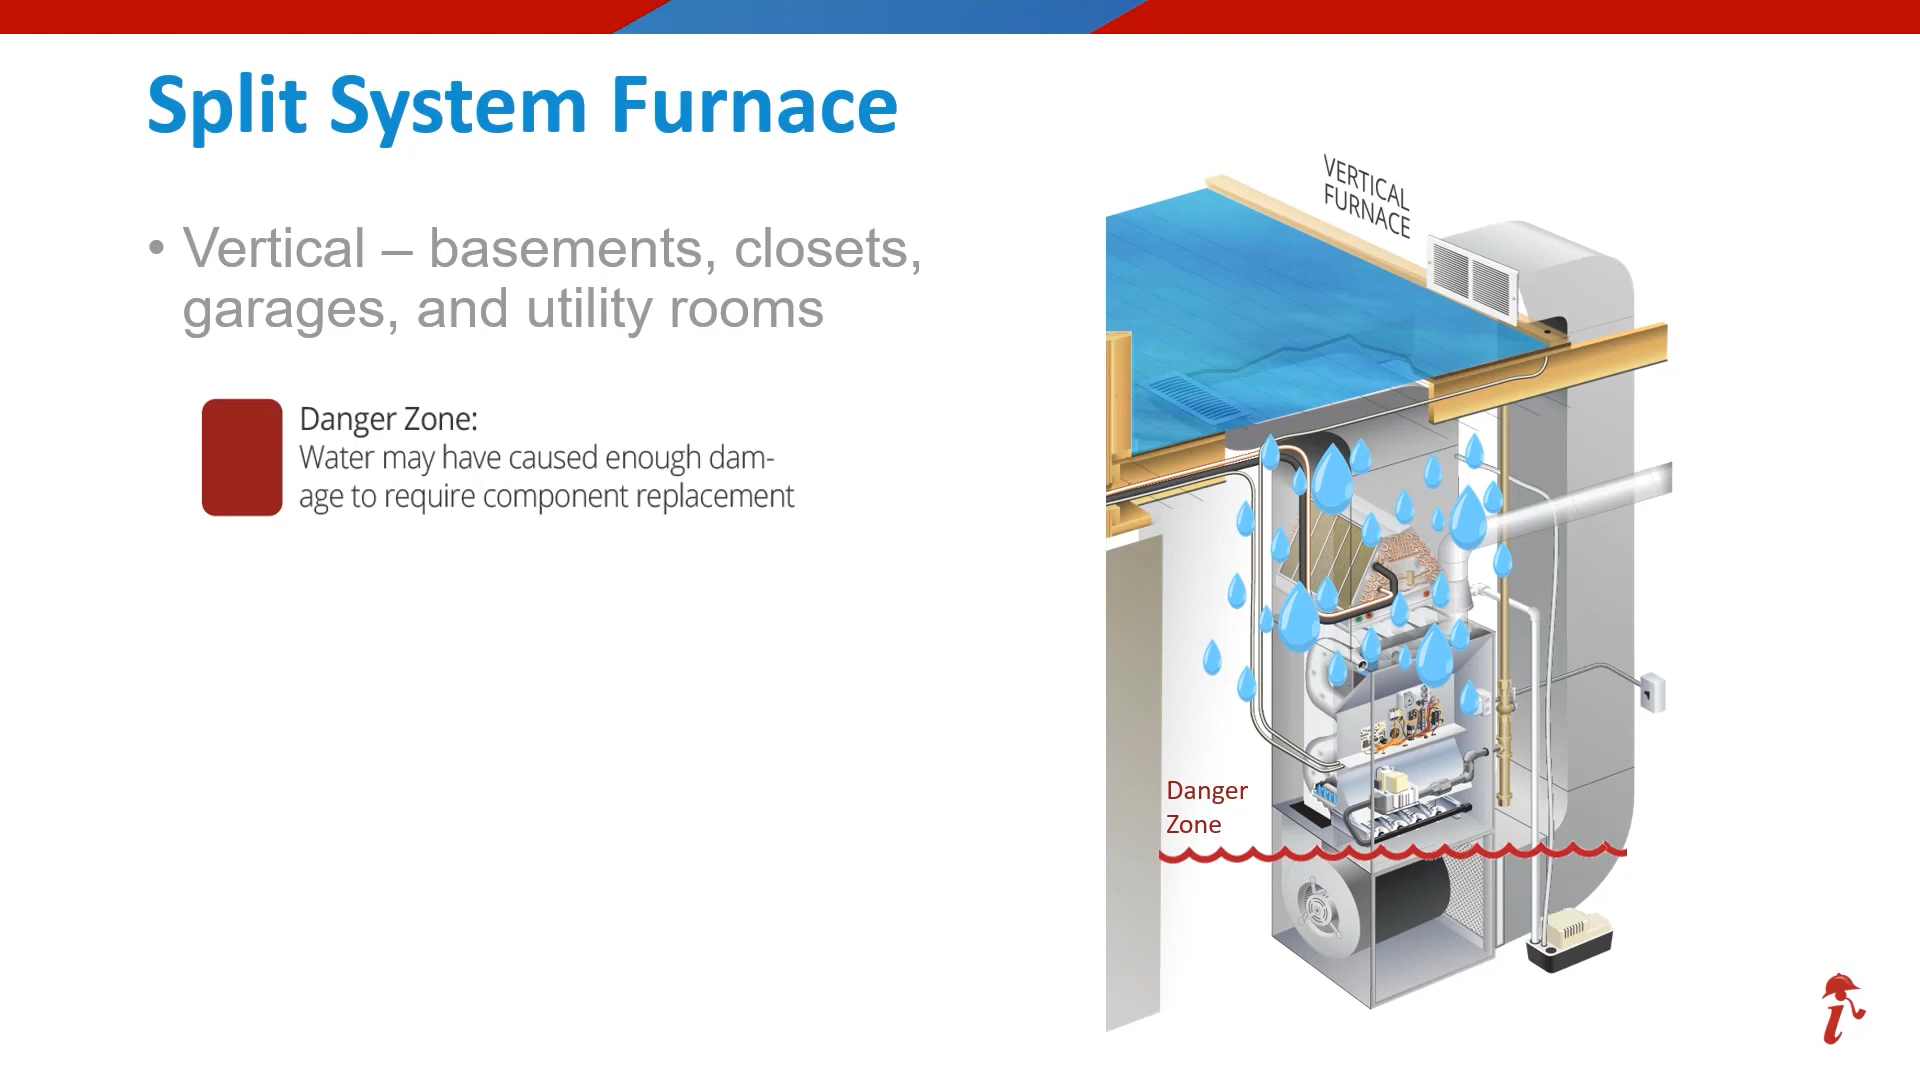 Split System Furnace
• Vertical – basements, closets,
garages, and utility rooms
Danger Zone:
Water may have caused enough dam-
age to require component replacement
VERTICAL
FURNACE
Danger
Zone
i